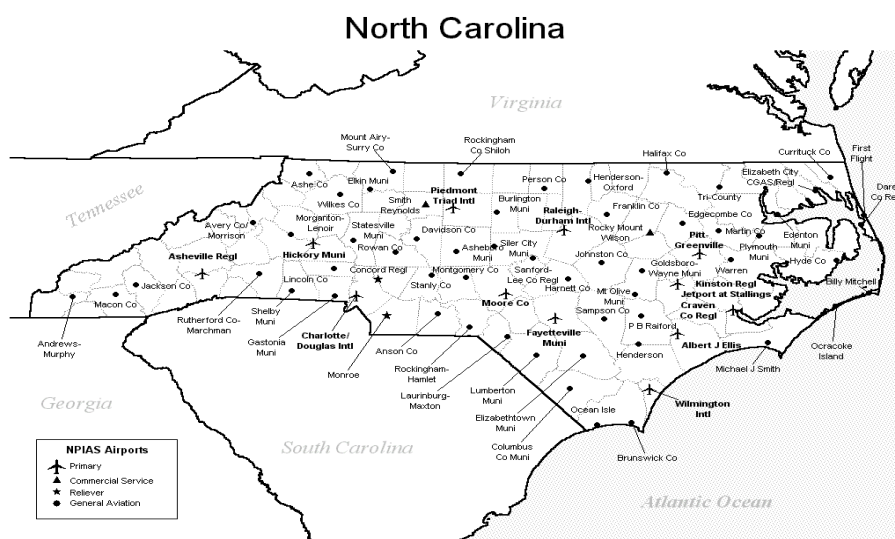 North Carolina
Virginia
Tennessee
Georgia
South Carolina
Atlantic Ocean
Mount Airy-
Surry Co
Rockingham
Co Shiloh
Halifax Co
Currituck Co
First
Flight
Ashe Co
Elkin Muni
Wilkes Co
Smith
Reynolds
Piedmont
Triad Intl
Person Co
Henderson-
Oxford
Tri-County
Elizabeth City
CGAS/Regl
Dare
Co Re
Burlington
Muni
Raleigh-
Durham Intl
Franklin Co
Rocky Mount
Wilson
Edgecombe Co
Martin Co
Pitt-
Greenville
Plymouth
Muni
Edenton
Muni
Hyde Co
Avery Co/
Morrison
Morganton-
Lenoir
Statesville
Muni
Rowan Co
Davidson Co
Asheboro
Muni
Siler City
Muni
Johnston Co
Goldsboro-
Wayne Muni
Warren
Asheville Regl
Hickory Muni
Lincoln Co
Concord Regl
Montgomery Co
Stanly Co
Sanford-
Lee Co Regl
Harnett Co
Mt Olive
Muni
Kinston Regl
Jetport at Stallings
Craven
Co Regl
Billy Mitchell
Jackson Co
Macon Co
Andrews-
Murphy
Rutherford Co-
Marchman
Shelby
Muni
Gastonia
Muni
Charlotte/
Douglas Intl
Monroe
Anson Co
Rockingham-
Hamlet
Laurinburg-
Maxton
Moore Co
Fayetteville
Muni
Sampson Co
P B Raiford
Henderson
Albert J Ellis
Michael J Smith
Ocracoke
Island
Lumberton
Muni
Elizabethtown
Muni
Columbus
Co Muni
Ocean Isle
Wilmington
Intl
Brunswick Co
NPIAS Airports
Primary
Commercial Service
Reliever
General Aviation